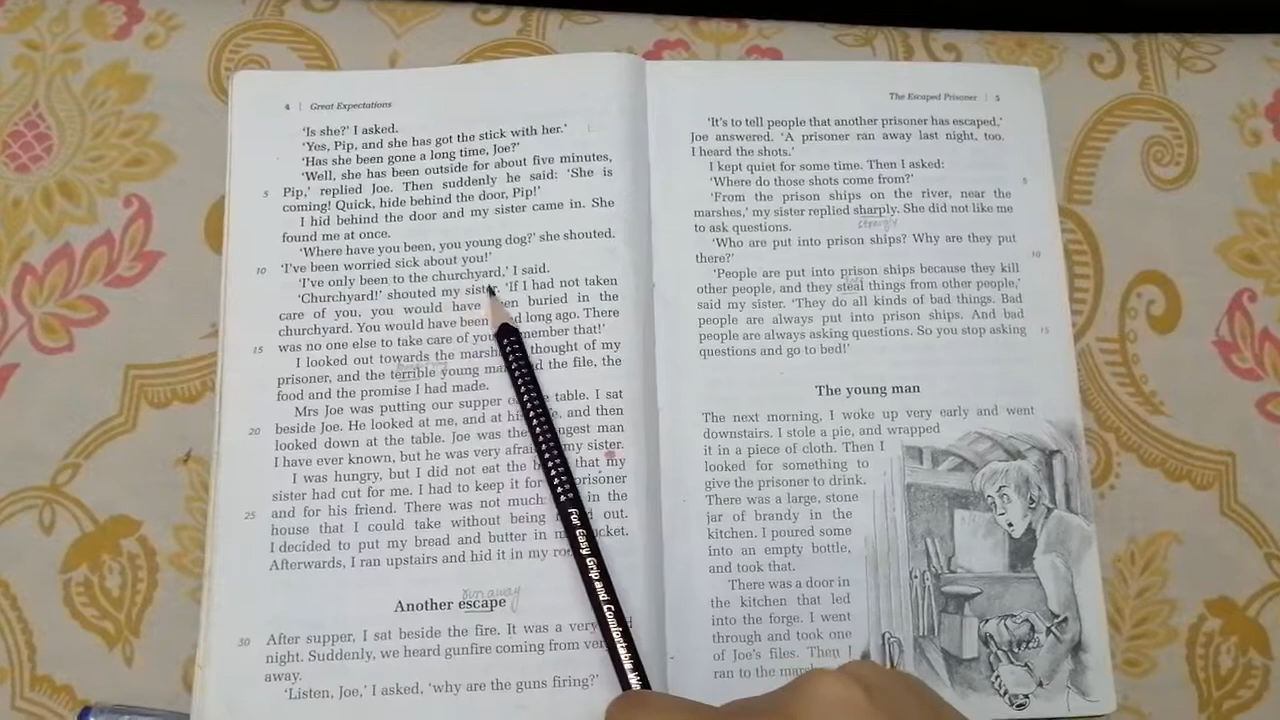 4 | Great Expectations
'Is she?' I asked.
'Yes, Pip, and she has got the stick with her.'
'Has she been gone a long time, Joe?'
'Well, she has been outside for about five minutes,
5 Pip,' replied Joe. Then suddenly he said: 'She is
coming! Quick, hide behind the door, Pip!'
I hid behind the door and my sister came in. She
found me at once.
'Where have you been, you young dog?' she shouted.
10 'I've been worried sick about you!'
'I've only been to the churchyard,' I said.
'Churchyard!' shouted my sister. 'If I had not taken
care of you, you would have buried in the
churchyard. You would have been long ago. There
15 was no one else to take care of you that!'
I looked out towards the thought of my
prisoner, and the terrible young the file, the
food and the promise I had made.
Mrs Joe was putting our supper table. I sat
20 beside Joe. He looked at me, and at and then
looked down at the table. Joe was the man
I have ever known, but he was very my sister.
I was hungry, but I did not eat the that my
sister had cut for me. I had to keep it for prisoner
25 and for his friend. There was not much in the
house that I could take without being out.
I decided to put my bread and butter in
Afterwards, I ran upstairs and hid it in my
run away
Another escape
30 After supper, I sat beside the fire. It was a very
night. Suddenly, we heard gunfire coming from
away.
'Listen, Joe,' I asked, 'why are the guns firing?'
For Easy Grip and Comfortable
The Escaped Prisoner | 5
'It's to tell people that another prisoner has escaped,'
Joe answered. 'A prisoner ran away last night, too.
I heard the shots.'
I kept quiet for some time. Then I asked:
'Where do those shots come from?' 5
'From the prison ships on the river, near the
marshes,' my sister replied sharply. She did not like me
to ask questions.
'Who are put into prison ships? Why are they put
there?' 10
'People are put into prison ships because they kill
other people, and they steal things from other people,'
said my sister. 'They do all kinds of bad things. Bad
people are always put into prison ships. And bad
people are always asking questions. So you stop asking 15
questions and go to bed!'
The young man
The next morning, I woke up very early and went
downstairs. I stole a pie, and wrapped
it in a piece of cloth. Then I
looked for something to
give the prisoner to drink.
There was a large, stone
jar of brandy in the
kitchen. I poured some
into an empty bottle,
and took that.
There was a door in
the kitchen that led
into the forge. I went
through and took one
of Joe's files. Then I
ran to the